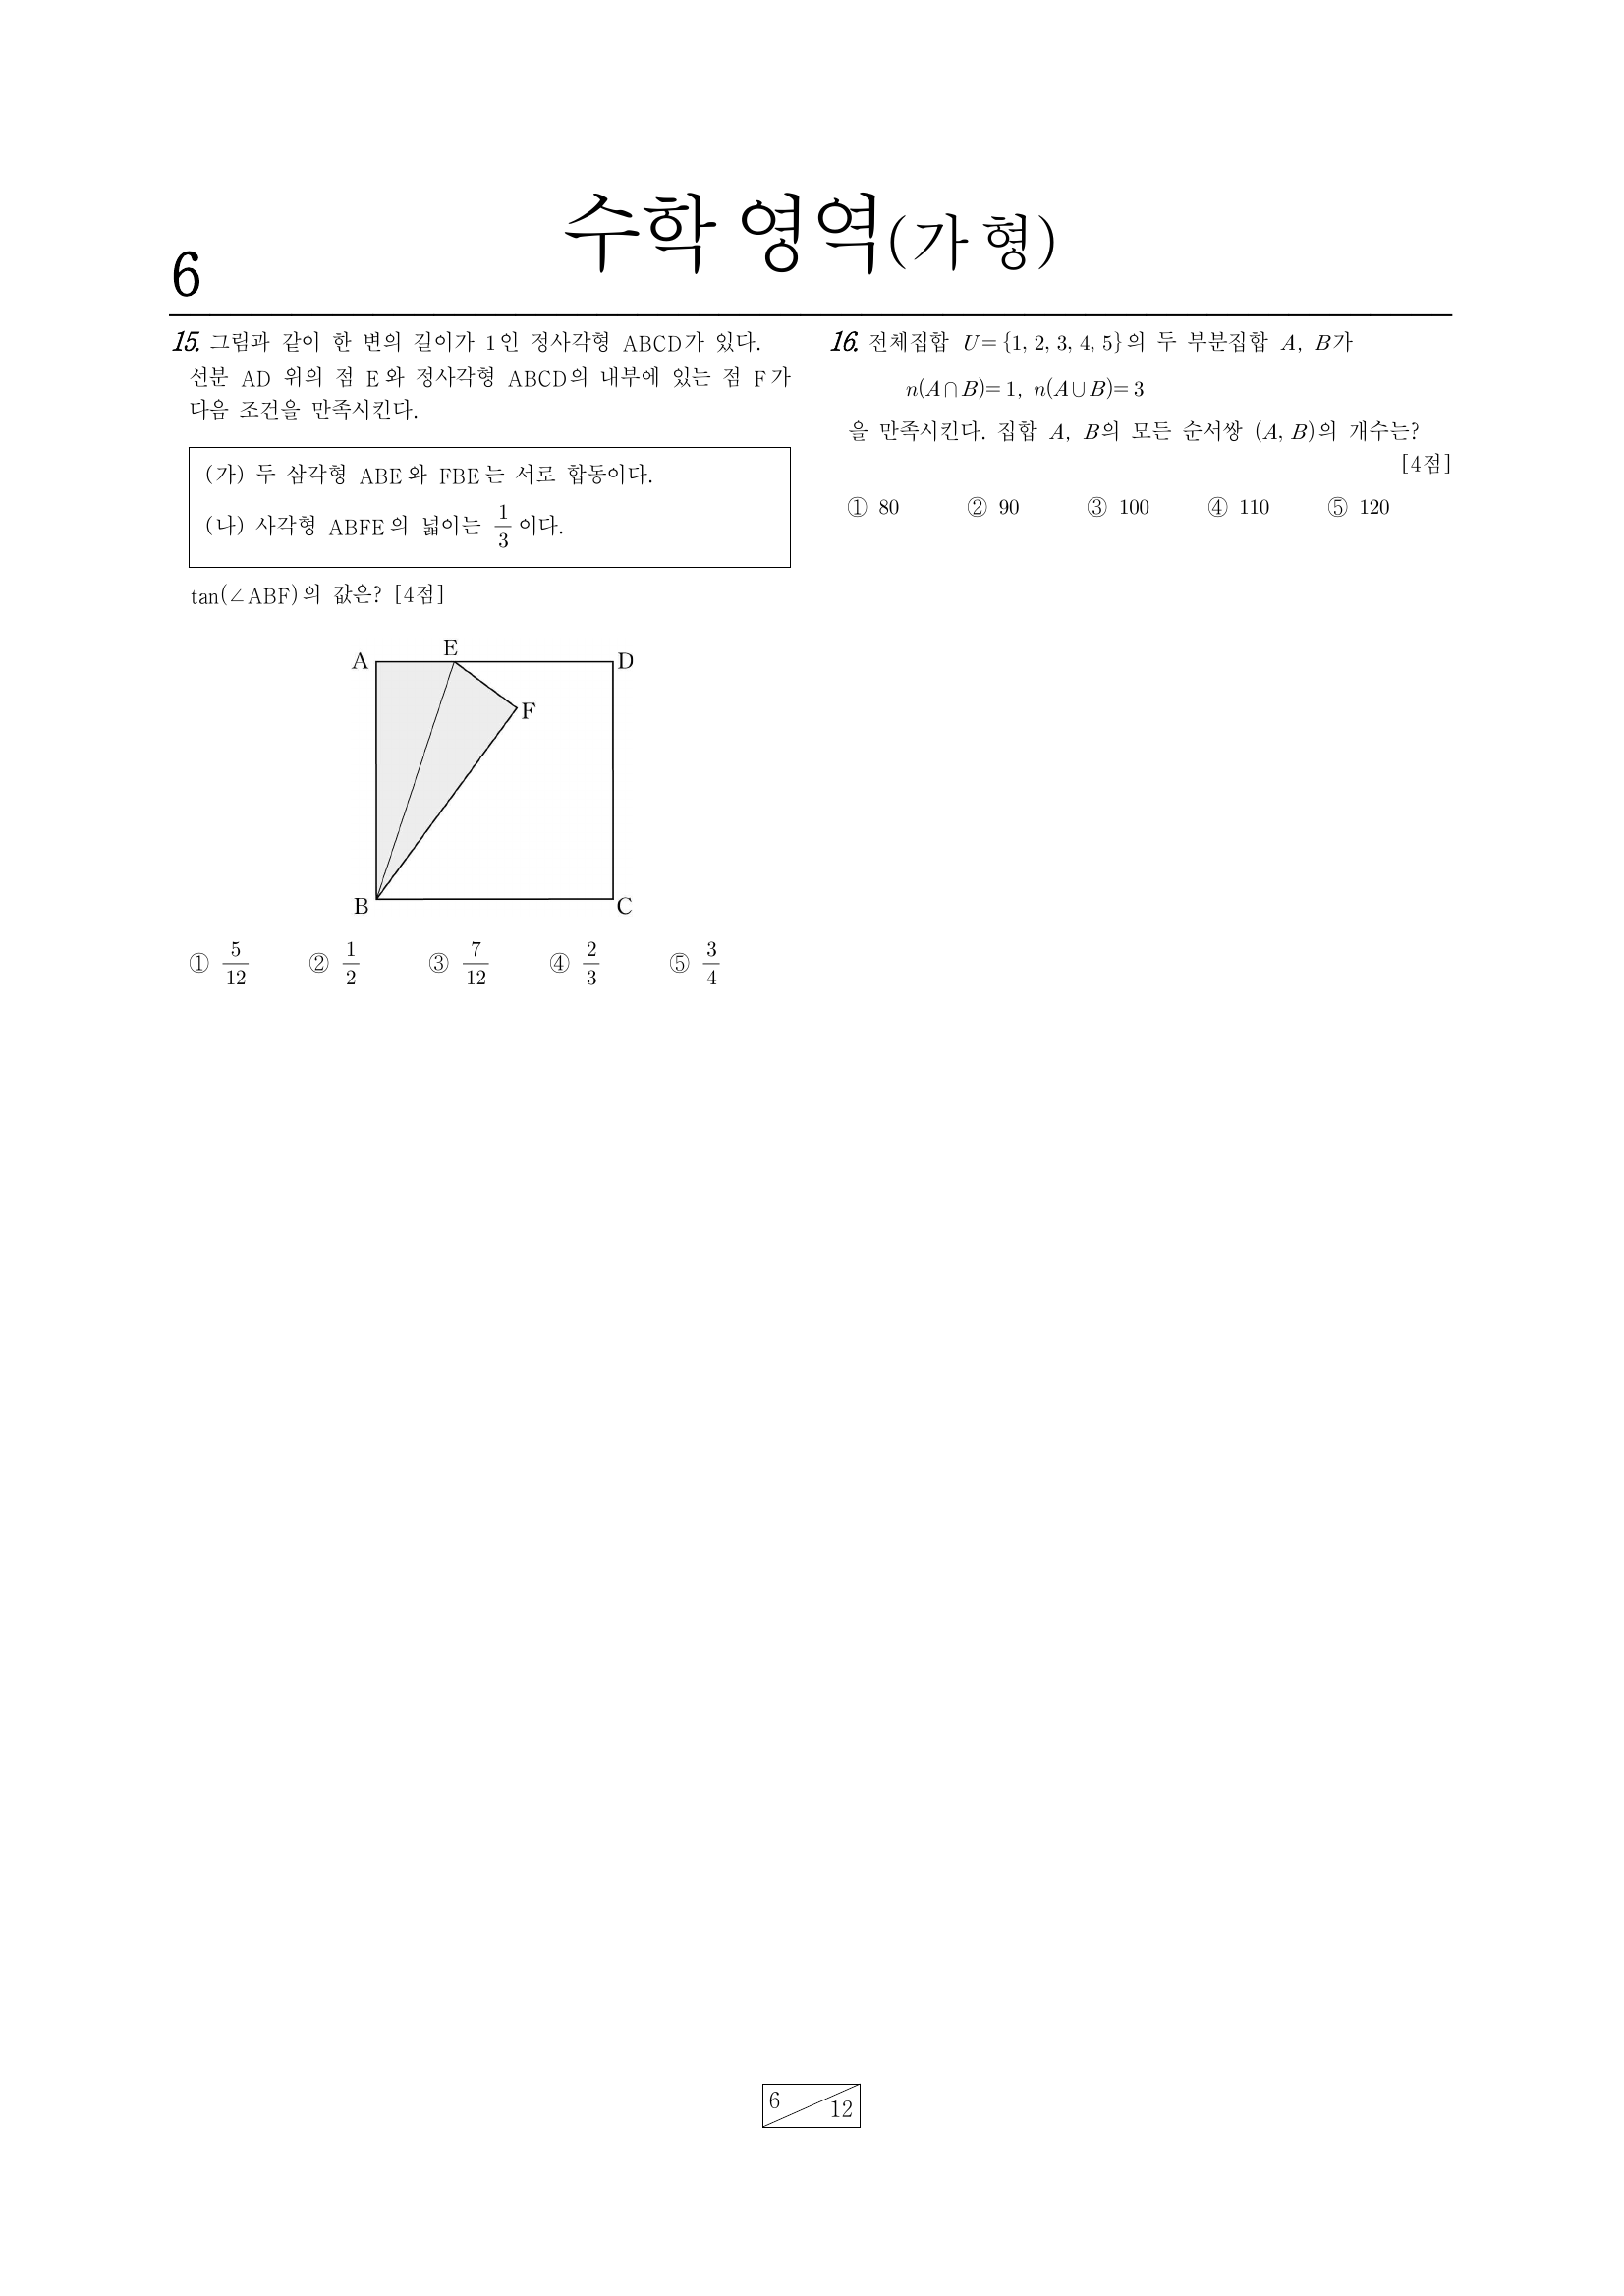 수학 영역(가 형)
6
15. 그림과 같이 한 변의 길이가 1인 정사각형 ABCD가 있다.
선분 AD 위의 점 E와 정사각형 ABCD의 내부에 있는 점 F가
다음 조건을 만족시킨다.
(가) 두 삼각형 ABE와 FBE는 서로 합동이다.
(나) 사각형 ABFE의 넓이는 1/3 이다.
tan(∠ABF)의 값은? [4점]
A E D
F
B C
① 5/12 ② 1/2 ③ 7/12 ④ 2/3 ⑤ 3/4
16. 전체집합 U={1, 2, 3, 4, 5}의 두 부분집합 A, B가
n(A∩B)=1, n(A∪B)=3
을 만족시킨다. 집합 A, B의 모든 순서쌍 (A, B)의 개수는?
[4점]
① 80 ② 90 ③ 100 ④ 110 ⑤ 120
6 12